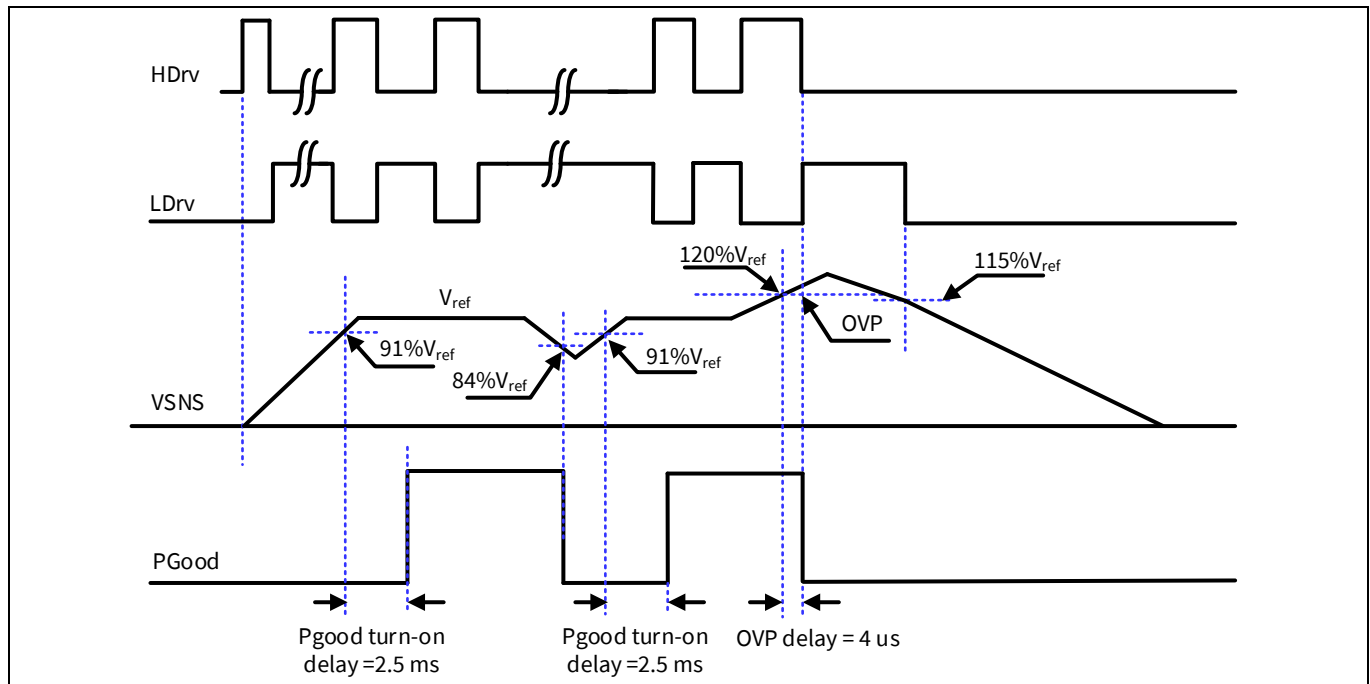 HDrv
LDrv
120%Vref
115%Vref
Vref
OVP
91%Vref
84%Vref
91%Vref
VSNS
PGood
Pgood turn-on
delay =2.5 ms
Pgood turn-on
delay =2.5 ms
OVP delay = 4 us